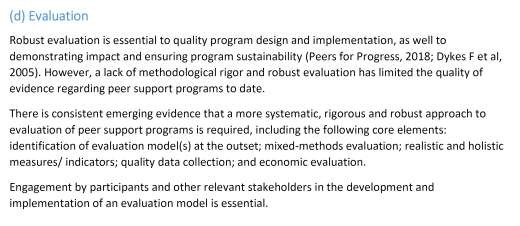 (d) Evaluation
Robust evaluation is essential to quality program design and implementation, as well to
demonstrating impact and ensuring program sustainability (Peers for Progress, 2018; Dykes F et al,
2005). However, a lack of methodological rigor and robust evaluation has limited the quality of
evidence regarding peer support programs to date.
There is consistent emerging evidence that a more systematic, rigorous and robust approach to
evaluation of peer support programs is required, including the following core elements:
identification of evaluation model(s) at the outset; mixed-methods evaluation; realistic and holistic
measures/ indicators; quality data collection; and economic evaluation.
Engagement by participants and other relevant stakeholders in the development and
implementation of an evaluation model is essential.